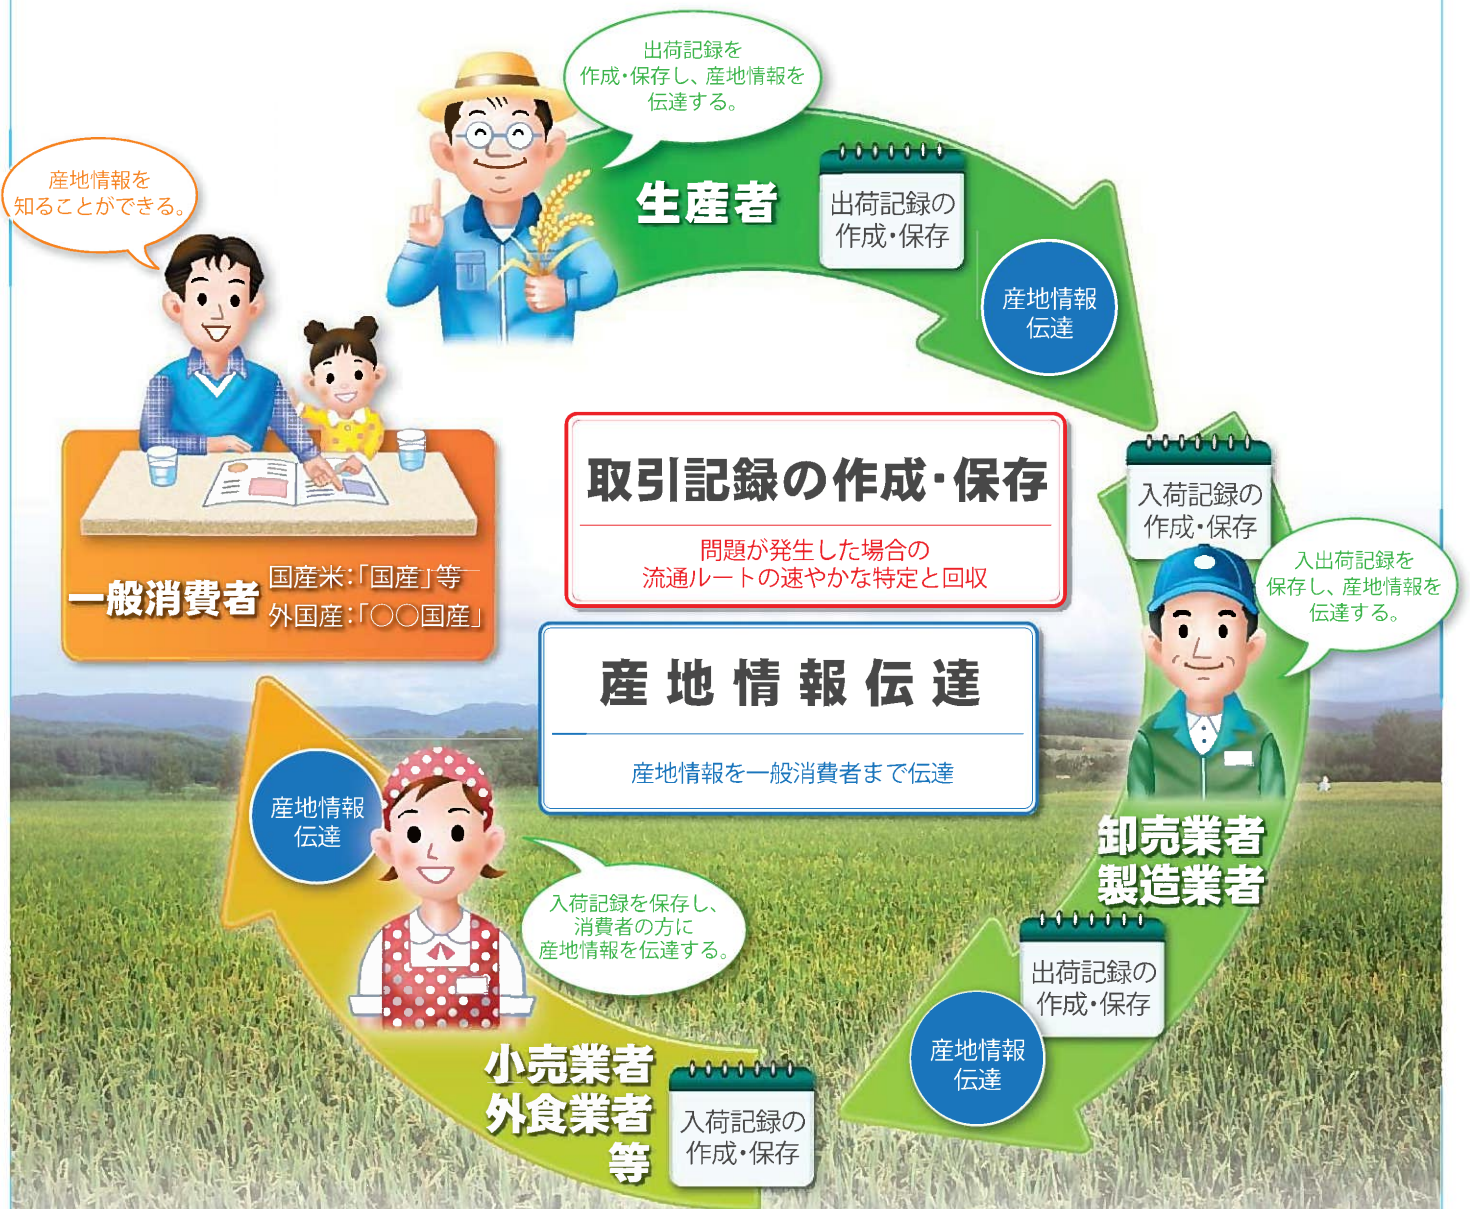 出荷記録を
作成・保存し、産地情報を
伝達する。
生産者
出荷記録の
作成・保存
産地情報
伝達
産地情報を
知ることができる。
一般消費者
国産米：「国産」等
外国産：「〇〇国産」
取引記録の作成・保存
問題が発生した場合の
流通ルートの速やかな特定と回収
産地情報伝達
産地情報を一般消費者まで伝達
入荷記録の
作成・保存
入出荷記録を
保存し、産地情報を
伝達する。
卸売業者
製造業者
出荷記録の
作成・保存
産地情報
伝達
入荷記録を保存し、
消費者の方に
産地情報を伝達する。
小売業者
外食業者
等
入荷記録の
作成・保存
産地情報
伝達